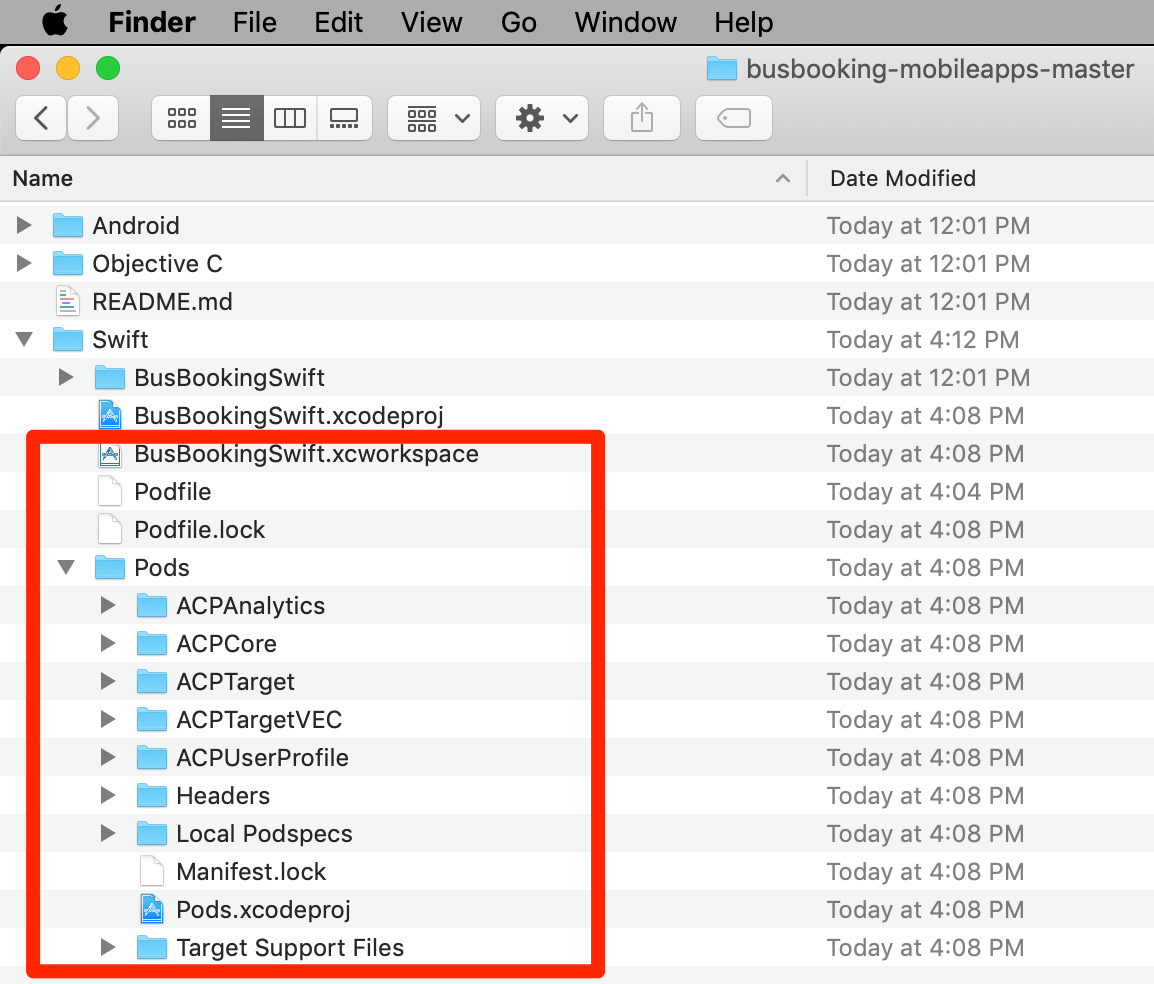 Finder File Edit View Go Window Help
busbooking-mobileapps-master
Name Date Modified
Android Today at 12:01 PM
Objective C Today at 12:01 PM
README.md Today at 12:01 PM
Swift Today at 4:12 PM
BusBookingSwift Today at 12:01 PM
BusBookingSwift.xcodeproj Today at 4:08 PM
BusBookingSwift.xcworkspace Today at 4:08 PM
Podfile Today at 4:04 PM
Podfile.lock Today at 4:08 PM
Pods Today at 4:08 PM
ACPAnalytics Today at 4:08 PM
ACPCore Today at 4:08 PM
ACPTarget Today at 4:08 PM
ACPTargetVEC Today at 4:08 PM
ACPUserProfile Today at 4:08 PM
Headers Today at 4:08 PM
Local Podspecs Today at 4:08 PM
Manifest.lock Today at 4:08 PM
Pods.xcodeproj Today at 4:08 PM
Target Support Files Today at 4:08 PM